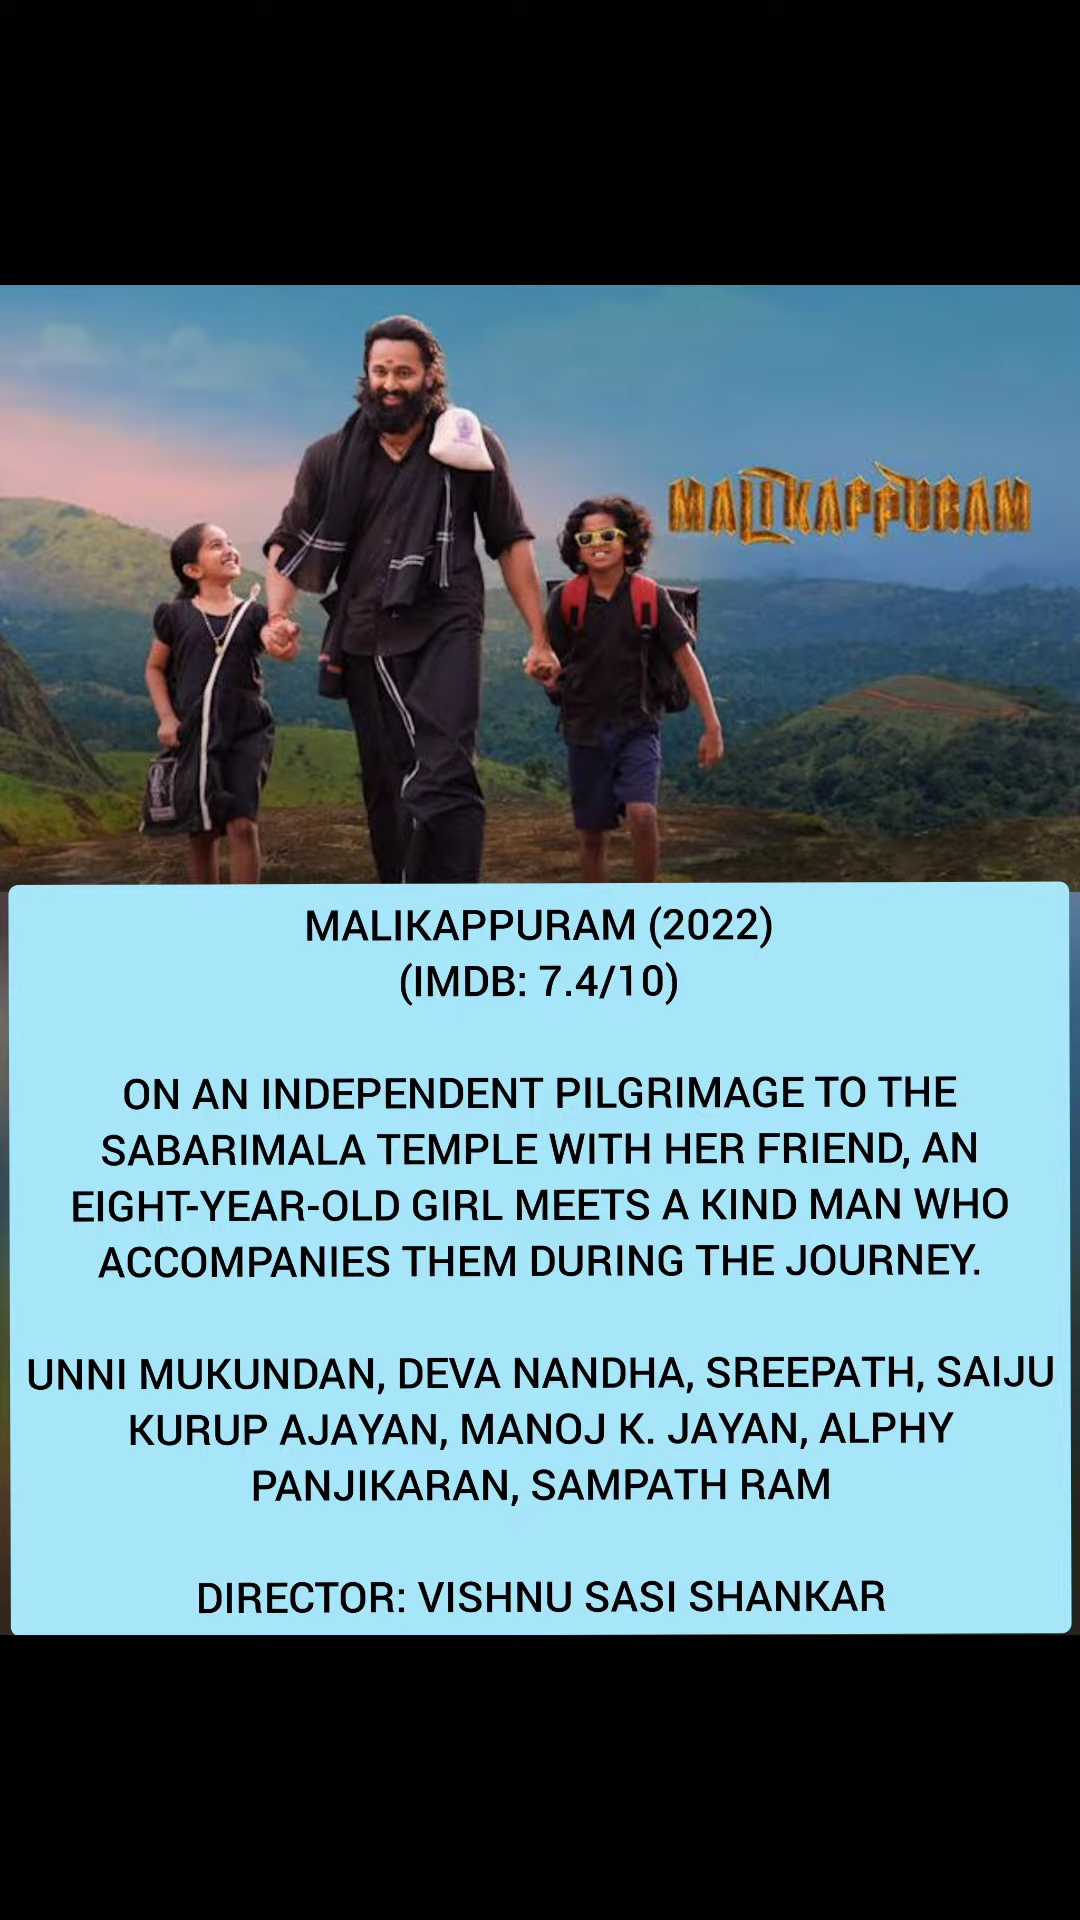 MALIKAPPURAM
MALIKAPPURAM (2022)
(IMDB: 7.4/10)
ON AN INDEPENDENT PILGRIMAGE TO THE
SABARIMALA TEMPLE WITH HER FRIEND, AN
EIGHT-YEAR-OLD GIRL MEETS A KIND MAN WHO
ACCOMPANIES THEM DURING THE JOURNEY.
UNNI MUKUNDAN, DEVA NANDHA, SREEPATH, SAIJU
KURUP AJAYAN, MANOJ K. JAYAN, ALPHY
PANJIKARAN, SAMPATH RAM
DIRECTOR: VISHNU SASI SHANKAR